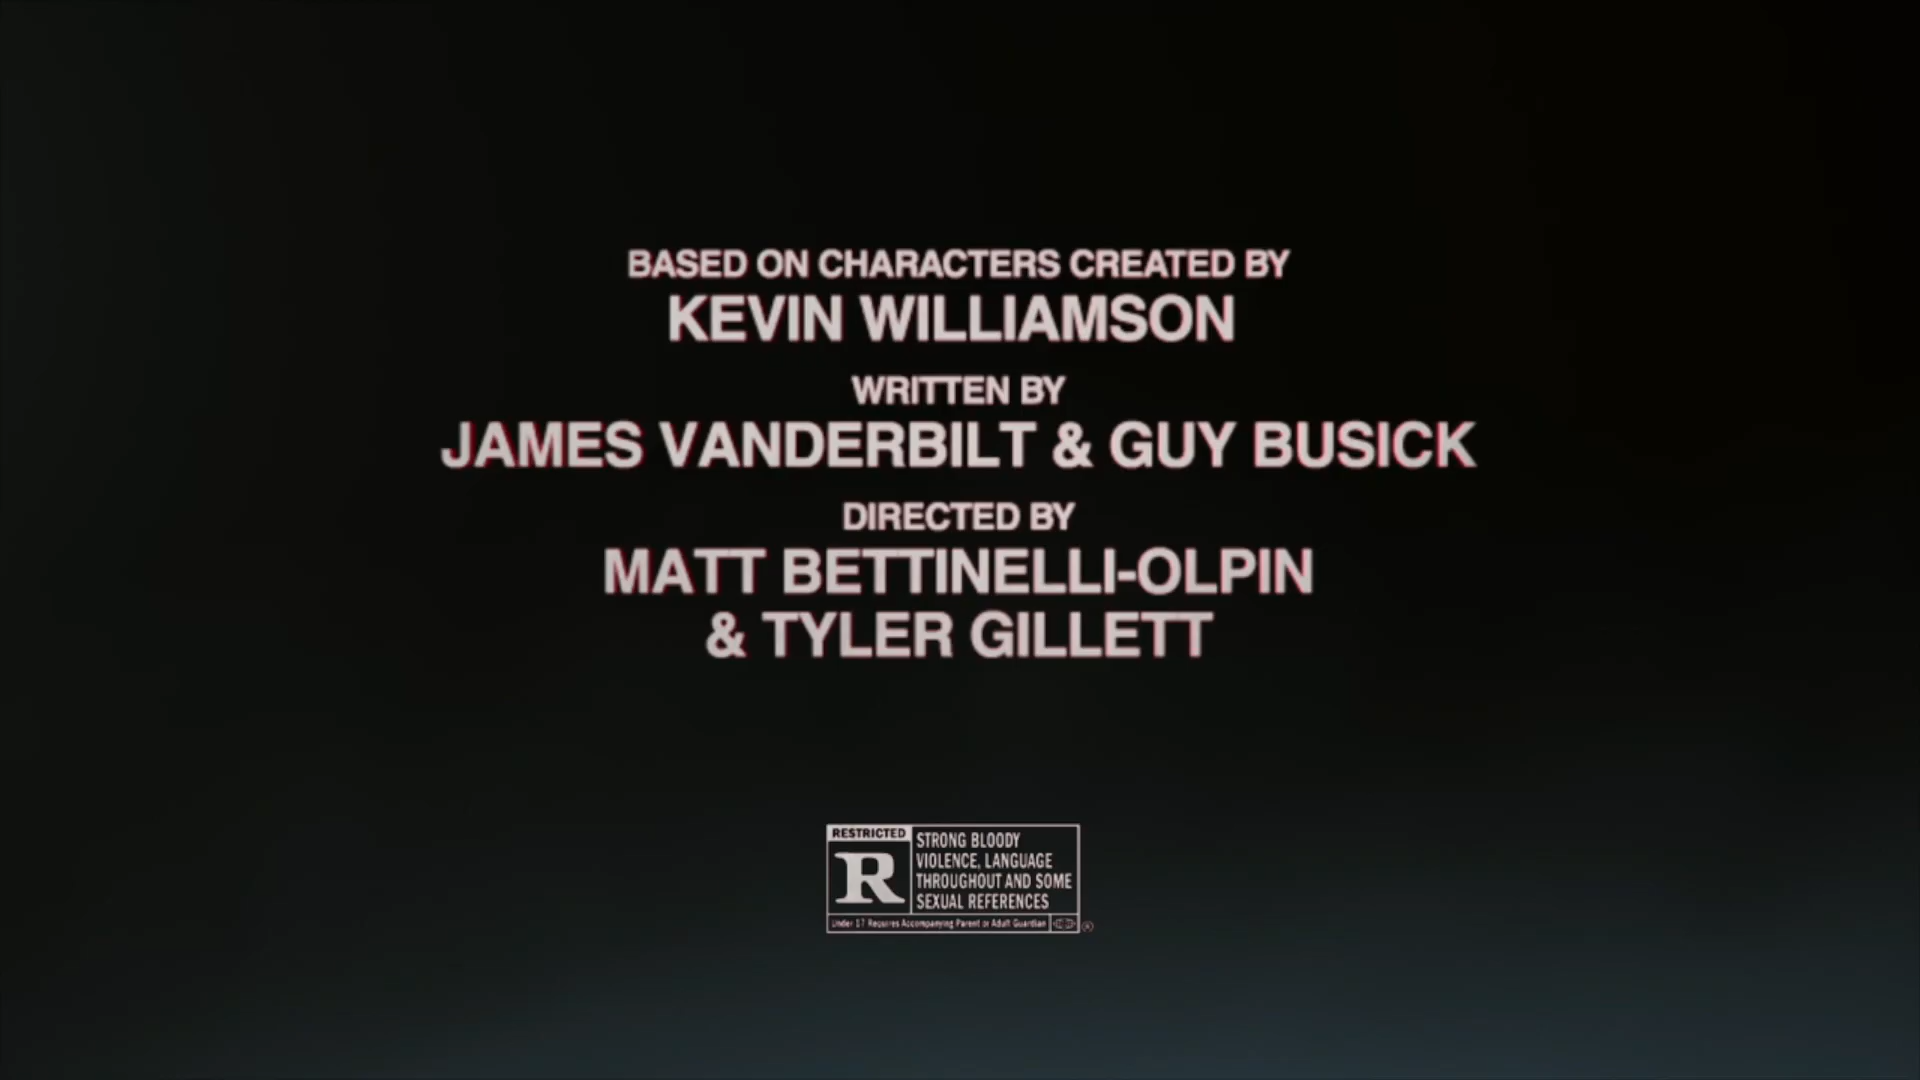 BASED ON CHARACTERS CREATED BY
KEVIN WILLIAMSON
WRITTEN BY
JAMES VANDERBILT & GUY BUSICK
DIRECTED BY
MATT BETTINELLI-OLPIN
& TYLER GILLETT
RESTRICTED
R
STRONG BLOODY
VIOLENCE, LANGUAGE
THROUGHOUT AND SOME
SEXUAL REFERENCES
Under 17 Requires Accompanying Parent or Adult Guardian
®